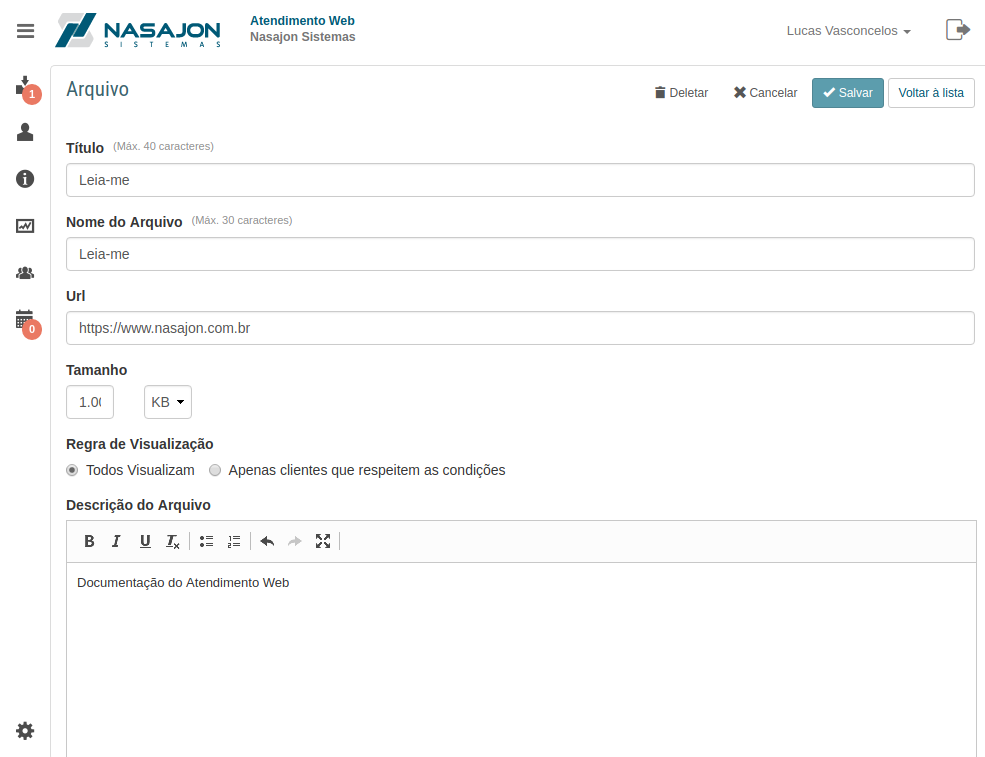 NASAJON
SISTEMAS
Atendimento Web
Nasajon Sistemas
Lucas Vasconcelos
1
0
Arquivo
Deletar
Cancelar
Salvar
Voltar à lista
Título (Máx. 40 caracteres)
Leia-me
Nome do Arquivo (Máx. 30 caracteres)
Leia-me
Url
https://www.nasajon.com.br
Tamanho
1.00 KB
Regra de Visualização
Todos Visualizam Apenas clientes que respeitem as condições
Descrição do Arquivo
B I U Tx
Documentação do Atendimento Web